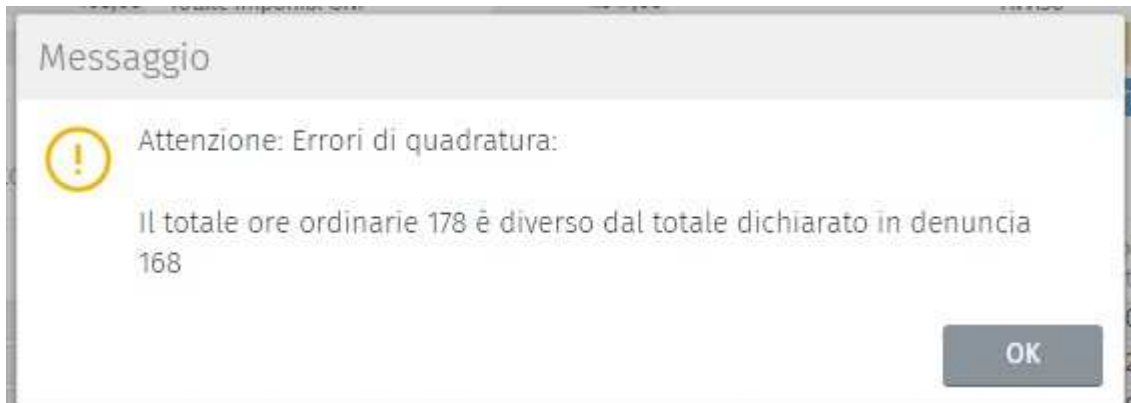 Messaggio
Attenzione: Errori di quadratura:
Il totale ore ordinarie 178 è diverso dal totale dichiarato in denuncia
168
OK